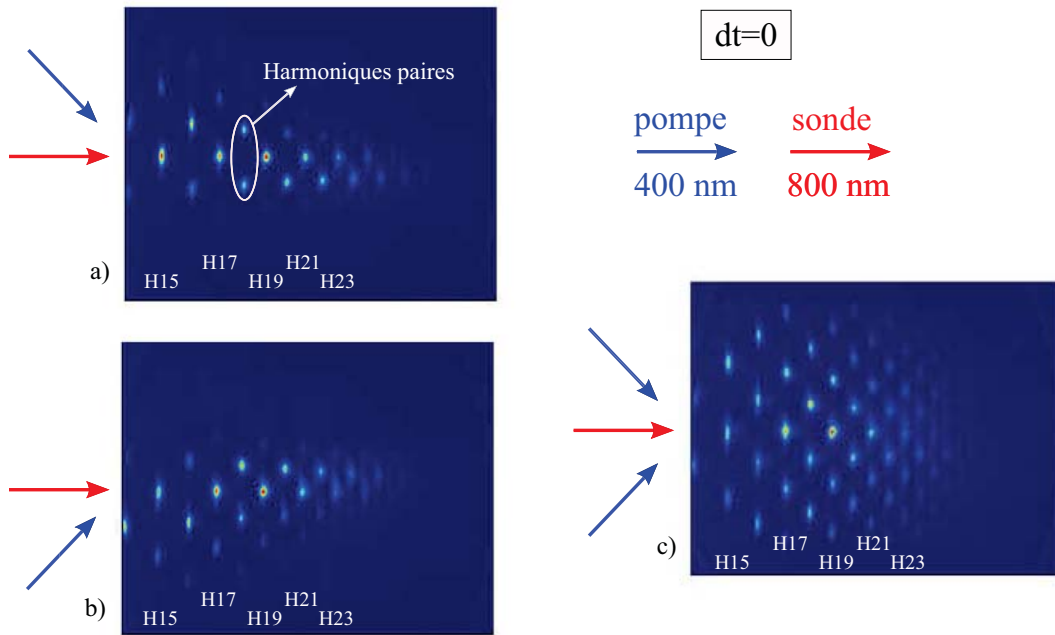 dt=0
Harmoniques paires
a)
H15
H17
H19
H21
H23
pompe
400 nm
sonde
800 nm
b)
H15
H17
H19
H21
H23
c)
H15
H17
H19
H21
H23